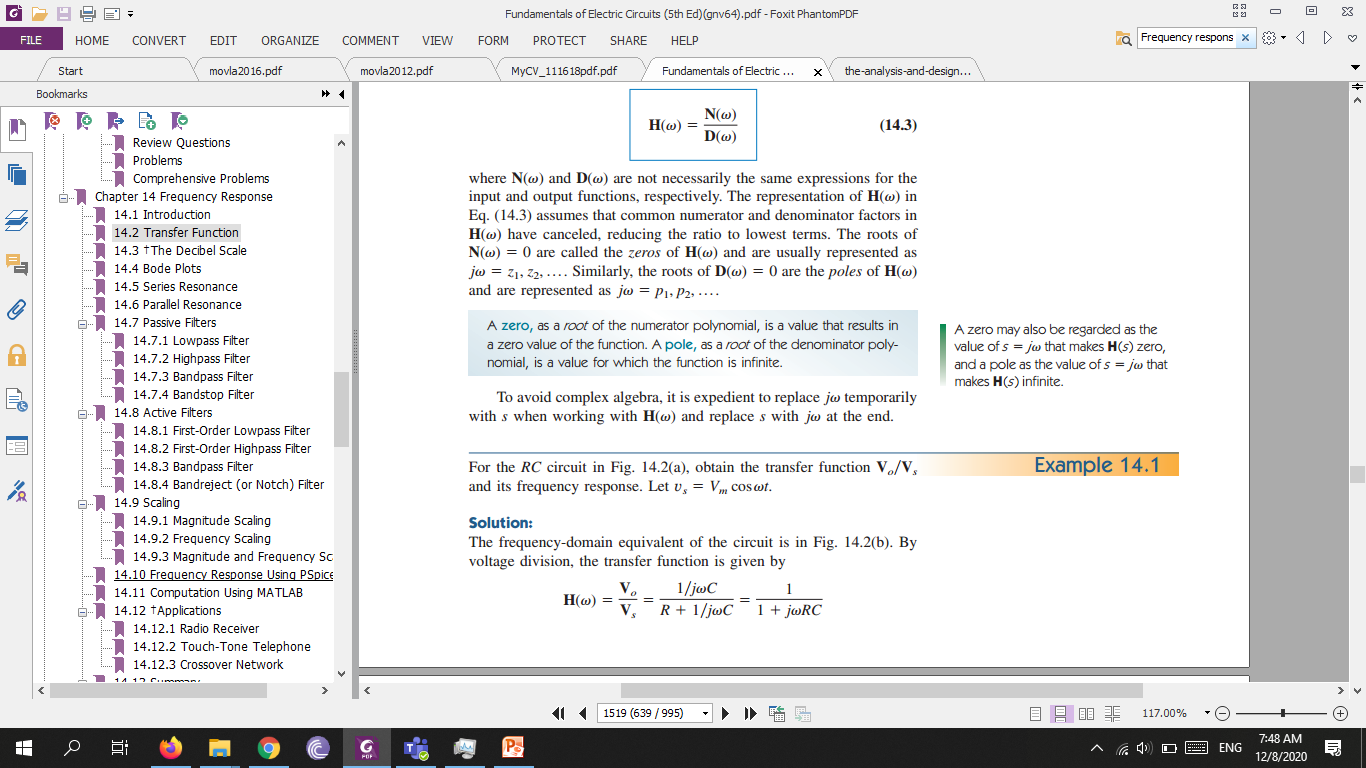 Fundamentals of Electric Circuits (5th Ed)(gnv64).pdf - Foxit PhantomPDF
FILE HOME CONVERT EDIT ORGANIZE COMMENT VIEW FORM PROTECT SHARE HELP
Frequency respons
Start movla2016.pdf movla2012.pdf MyCV_111618pdf.pdf Fundamentals of Electric ... the-analysis-and-design...
Bookmarks
Review Questions
Problems
Comprehensive Problems
Chapter 14 Frequency Response
14.1 Introduction
14.2 Transfer Function
14.3 †The Decibel Scale
14.4 Bode Plots
14.5 Series Resonance
14.6 Parallel Resonance
14.7 Passive Filters
14.7.1 Lowpass Filter
14.7.2 Highpass Filter
14.7.3 Bandpass Filter
14.7.4 Bandstop Filter
14.8 Active Filters
14.8.1 First-Order Lowpass Filter
14.8.2 First-Order Highpass Filter
14.8.3 Bandpass Filter
14.8.4 Bandreject (or Notch) Filter
14.9 Scaling
14.9.1 Magnitude Scaling
14.9.2 Frequency Scaling
14.9.3 Magnitude and Frequency Sc
14.10 Frequency Response Using PSpice
14.11 Computation Using MATLAB
14.12 †Applications
14.12.1 Radio Receiver
14.12.2 Touch-Tone Telephone
14.12.3 Crossover Network
14.13 Summary
H(ω) = N(ω) / D(ω) (14.3)
where N(ω) and D(ω) are not necessarily the same expressions for the
input and output functions, respectively. The representation of H(ω) in
Eq. (14.3) assumes that common numerator and denominator factors in
H(ω) have canceled, reducing the ratio to lowest terms. The roots of
N(ω) = 0 are called the zeros of H(ω) and are usually represented as
jω = z₁, z₂, .... Similarly, the roots of D(ω) = 0 are the poles of H(ω)
and are represented as jω = p₁, p₂, ....
A zero, as a root of the numerator polynomial, is a value that results in
a zero value of the function. A pole, as a root of the denominator poly-
nomial, is a value for which the function is infinite.
A zero may also be regarded as the
value of s = jω that makes H(s) zero,
and a pole as the value of s = jω that
makes H(s) infinite.
To avoid complex algebra, it is expedient to replace jω temporarily
with s when working with H(ω) and replace s with jω at the end.
Example 14.1
For the RC circuit in Fig. 14.2(a), obtain the transfer function Vₒ/Vₛ
and its frequency response. Let vₛ = Vₘ cos ωt.
Solution:
The frequency-domain equivalent of the circuit is in Fig. 14.2(b). By
voltage division, the transfer function is given by
H(ω) = Vₒ / Vₛ = 1/jωC / R + 1/jωC = 1 / 1 + jωRC
1519 (639 / 995)
117.00%
ENG
7:48 AM
12/8/2020